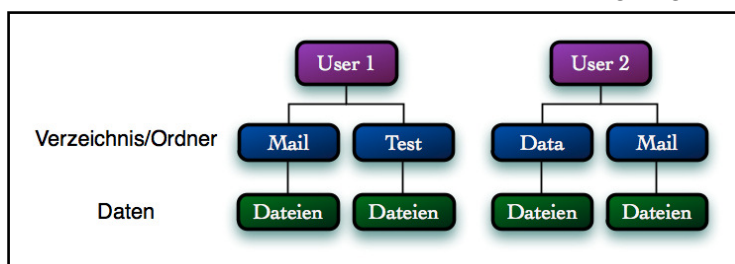 User 1 User 2
Verzeichnis/Ordner Mail Test Data Mail
Daten Dateien Dateien Dateien Dateien